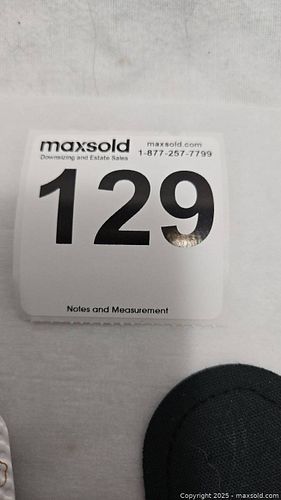 maxsold
maxsold.com
Downsizing and Estate Sales
1-877-257-7799
129
Notes and Measurement
Copyright 2025 - maxsold.com